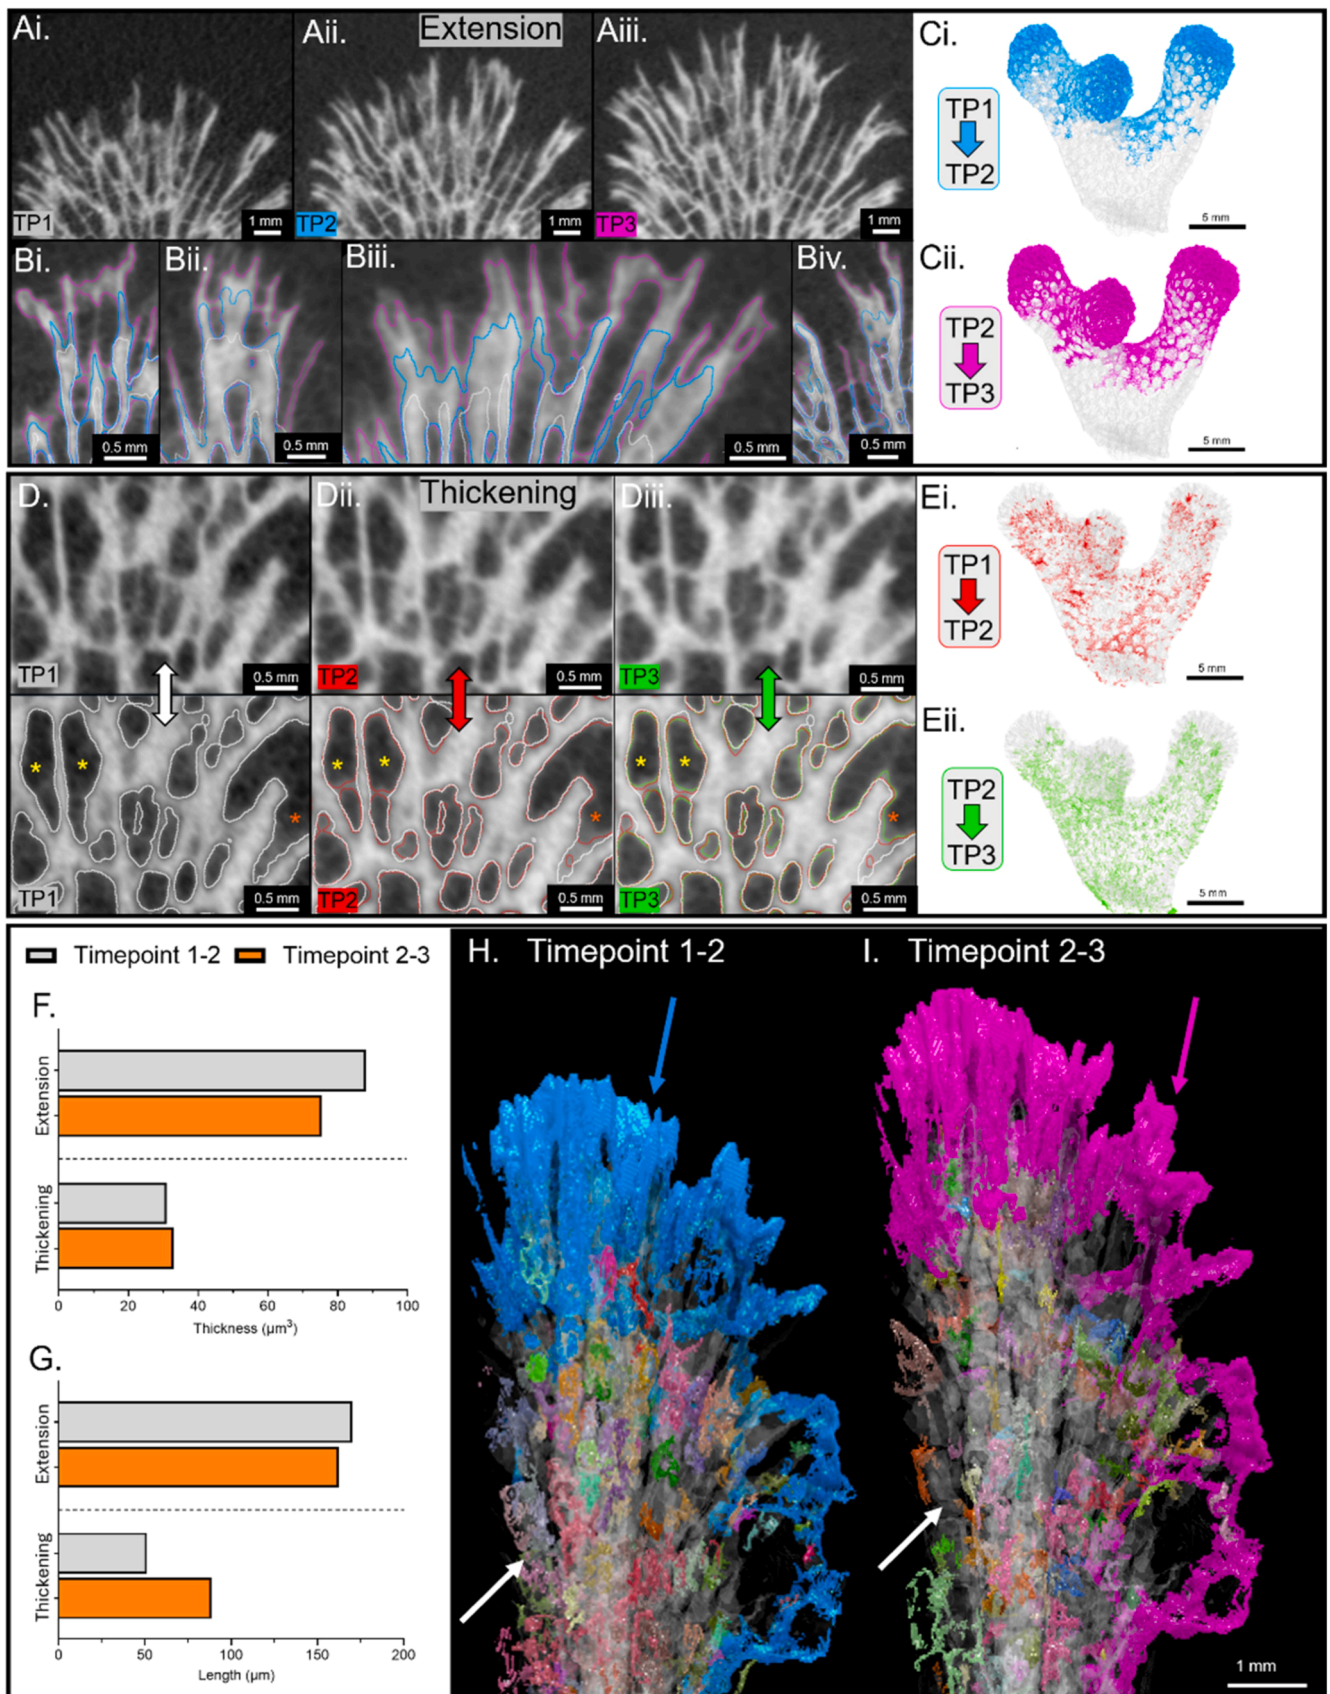 Ai.
Aii.
Extension
Aiii.
TP1
1 mm
TP2
1 mm
TP3
1 mm
Bi.
Bii.
Biii.
Biv.
0.5 mm
0.5 mm
0.5 mm
0.5 mm
Ci.
TP1
TP2
5 mm
Cii.
TP2
TP3
5 mm
D.
Dii.
Thickening
Diii.
TP1
0.5 mm
TP2
0.5 mm
TP3
0.5 mm
* *
*
TP1
0.5 mm
* *
*
TP2
0.5 mm
* *
*
TP3
0.5 mm
Ei.
TP1
TP2
5 mm
Eii.
TP2
TP3
5 mm
Timepoint 1-2
Timepoint 2-3
F.
Extension
Thickening
0 20 40 60 80 100
Thickness (µm³)
G.
Extension
Thickening
0 50 100 150 200
Length (µm)
H. Timepoint 1-2
I. Timepoint 2-3
1 mm